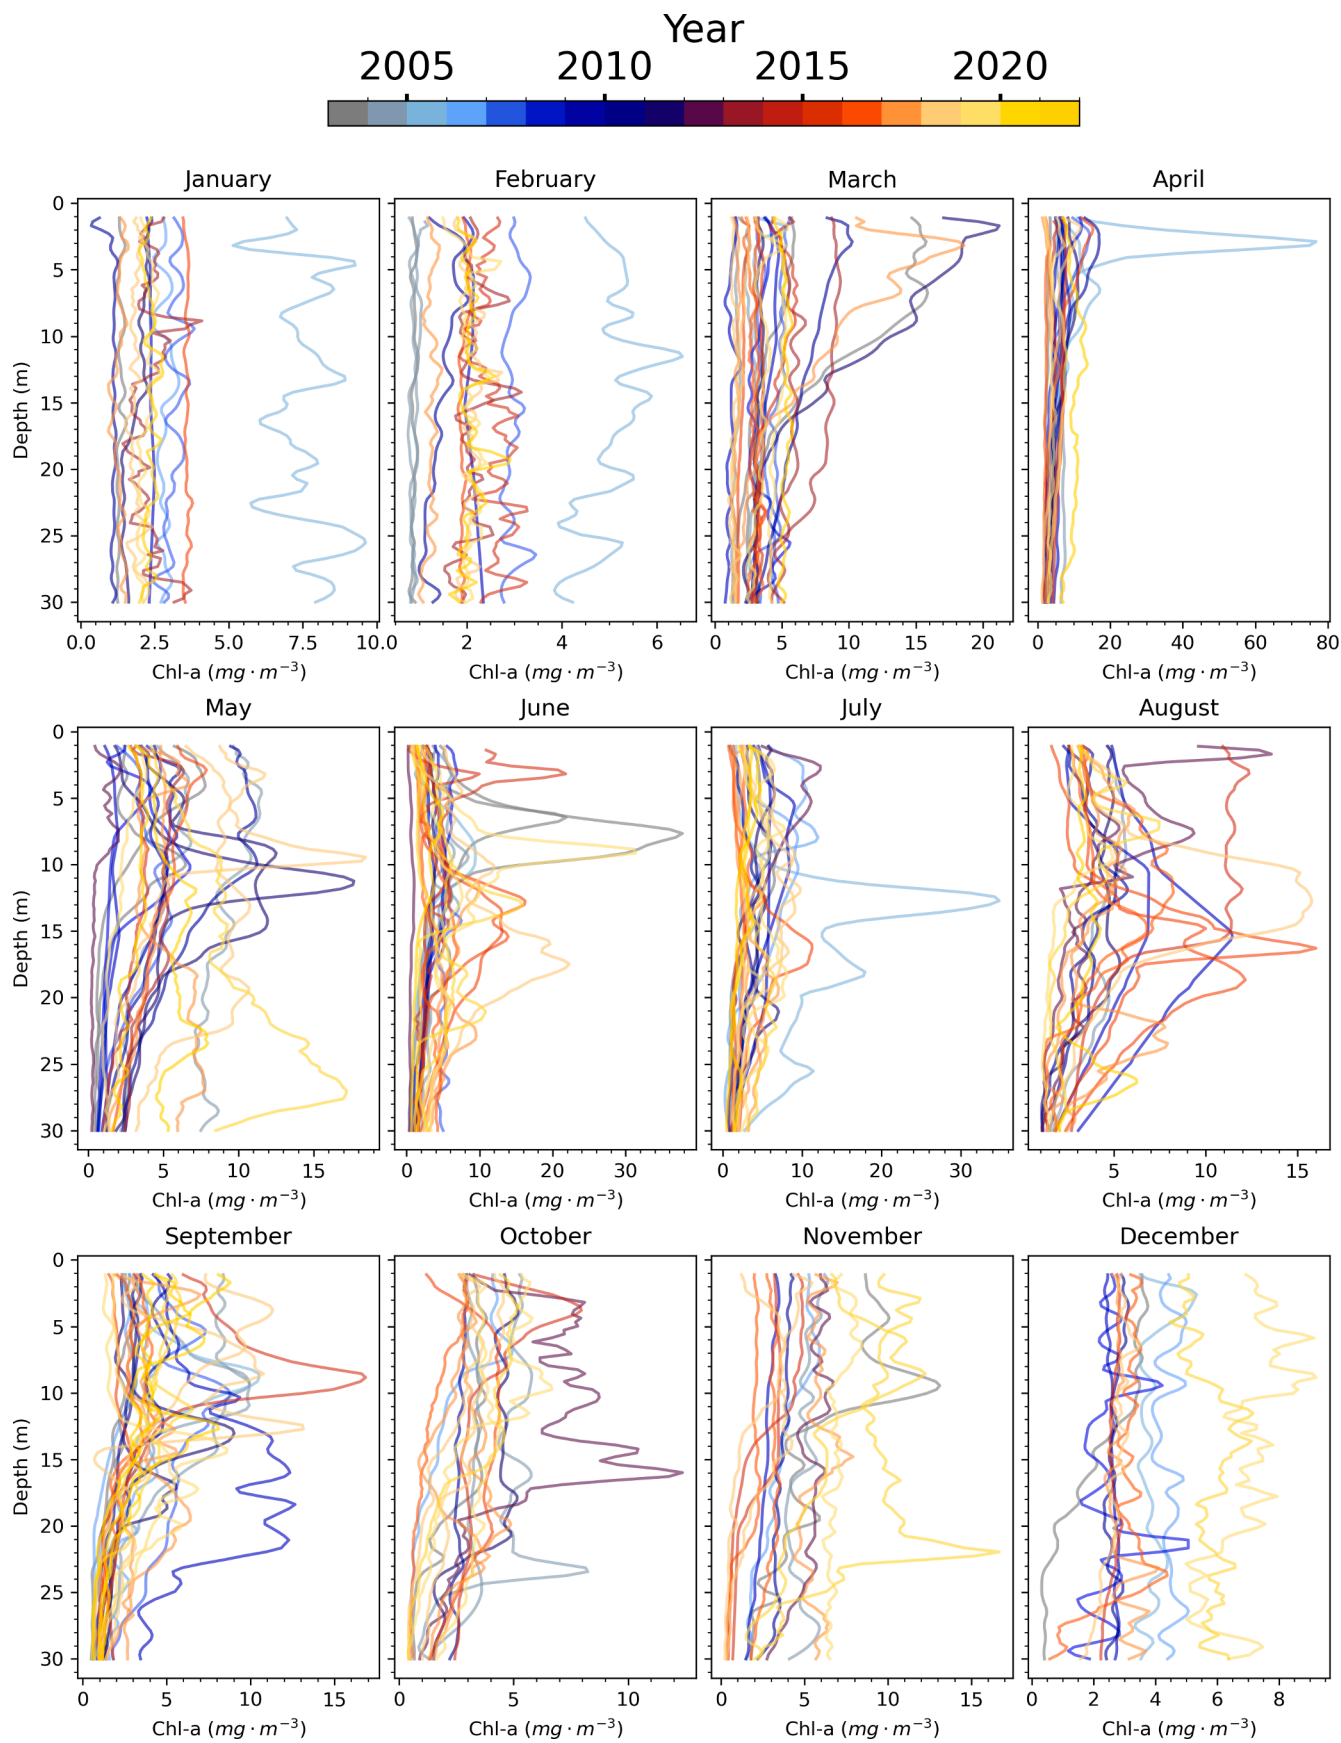 Year
2005 2010 2015 2020
January February March April
0
5
10
15
20
25
30
Depth (m)
0.0 2.5 5.0 7.5 10.0 2 4 6 0 5 10 15 20 0 20 40 60 80
Chl-a (mg · m⁻³) Chl-a (mg · m⁻³) Chl-a (mg · m⁻³) Chl-a (mg · m⁻³)
May June July August
0
5
10
15
20
25
30
Depth (m)
0 5 10 15 0 10 20 30 0 10 20 30 5 10 15
Chl-a (mg · m⁻³) Chl-a (mg · m⁻³) Chl-a (mg · m⁻³) Chl-a (mg · m⁻³)
September October November December
0
5
10
15
20
25
30
Depth (m)
0 5 10 15 0 5 10 0 5 10 15 0 2 4 6 8
Chl-a (mg · m⁻³) Chl-a (mg · m⁻³) Chl-a (mg · m⁻³) Chl-a (mg · m⁻³)